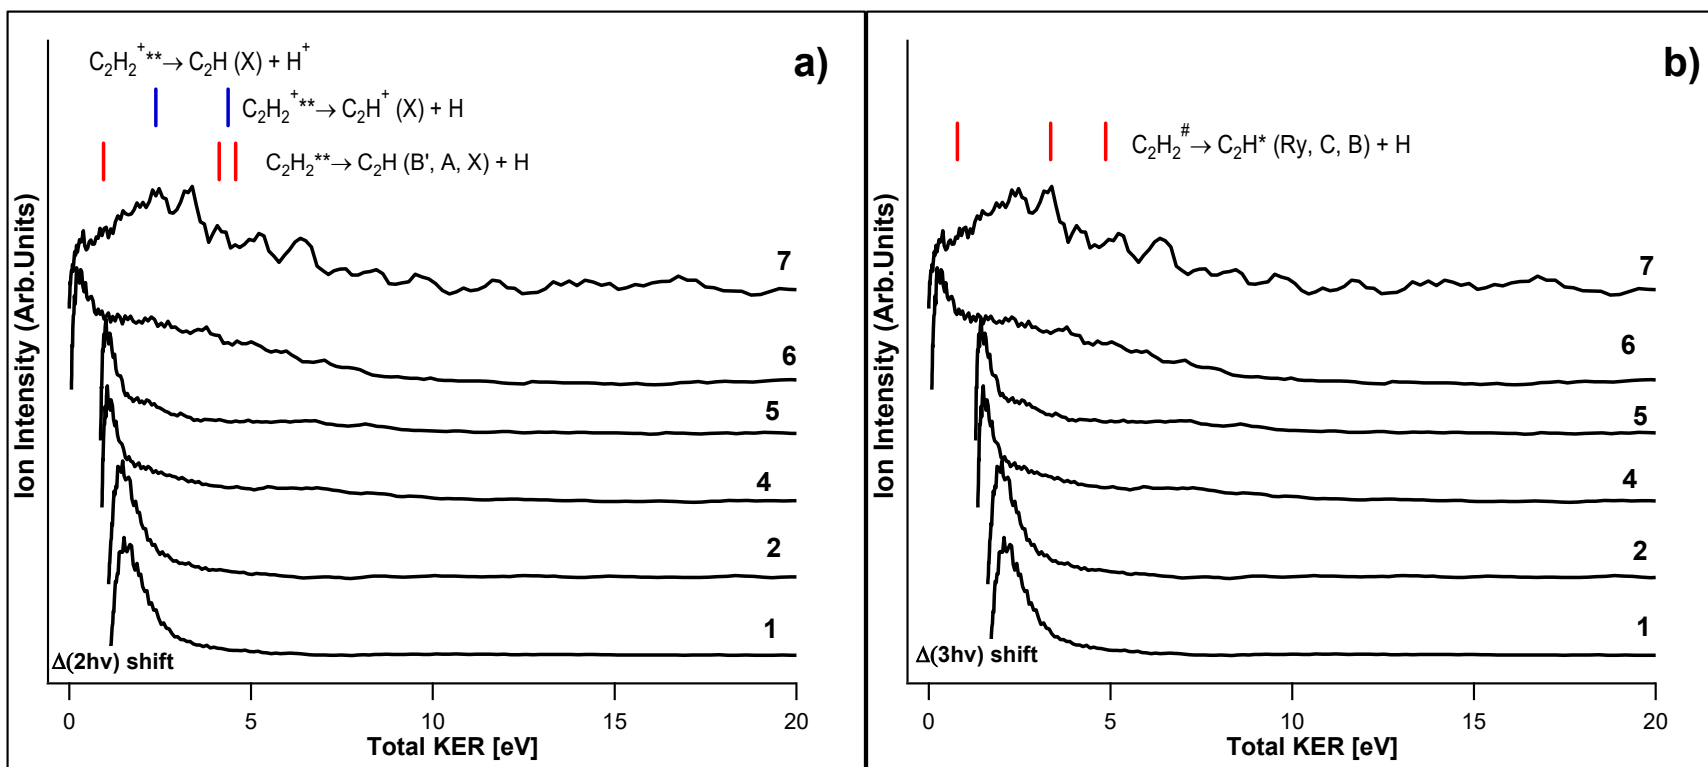 a)
C₂H₂⁺** → C₂H (X) + H⁺
C₂H₂⁺** → C₂H⁺ (X) + H
C₂H₂** → C₂H (B', A, X) + H
Ion Intensity (Arb.Units)
7
6
5
4
2
1
Δ(2hν) shift
0 5 10 15 20
Total KER [eV]
b)
C₂H₂# → C₂H* (Ry, C, B) + H
Ion Intensity (Arb.Units)
7
6
5
4
2
1
Δ(3hν) shift
0 5 10 15 20
Total KER [eV]